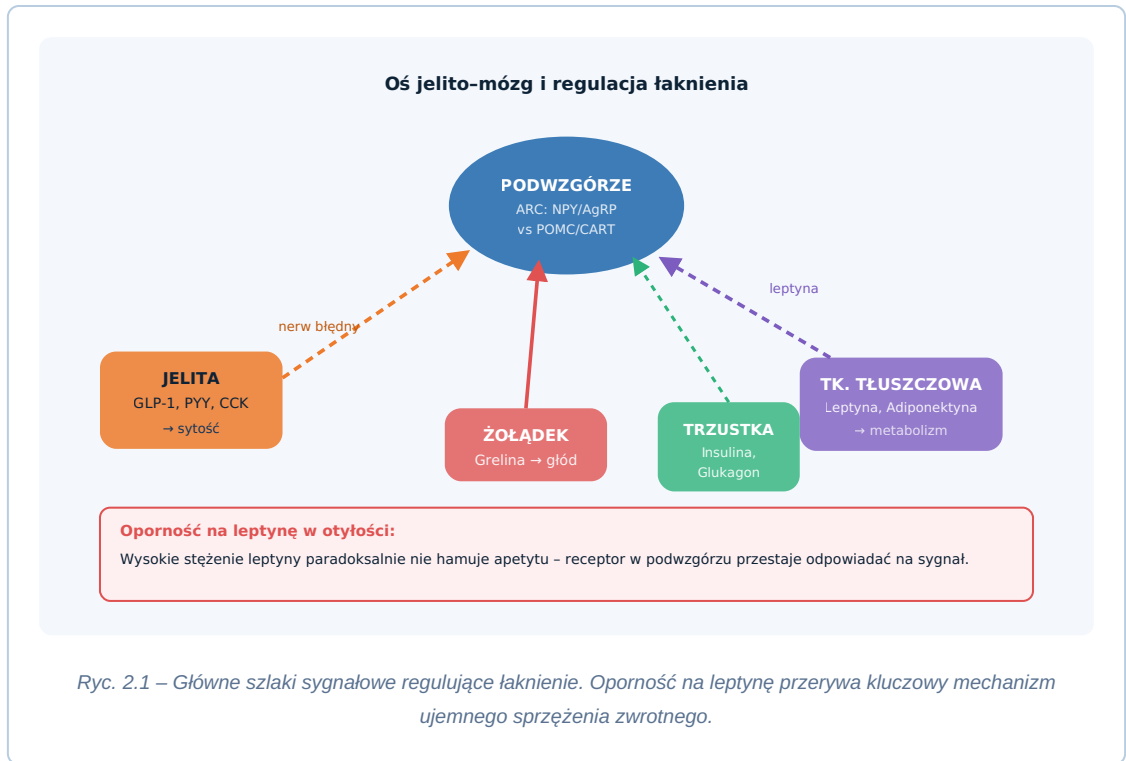 Oś jelito–mózg i regulacja łaknienia
PODWZGÓRZE
ARC: NPY/AgRP
vs POMC/CART
leptyna
nerw błędny
JELITA
GLP-1, PYY, CCK
→ sytość
ŻOŁĄDEK
Grelina → głód
TRZUSTKA
Insulina,
Glukagon
TK. TŁUSZCZOWA
Leptyna, Adiponektyna
→ metabolizm
Oporność na leptynę w otyłości:
Wysokie stężenie leptyny paradoksalnie nie hamuje apetytu – receptor w podwzgórzu przestaje odpowiadać na sygnał.
Ryc. 2.1 – Główne szlaki sygnałowe regulujące łaknienie. Oporność na leptynę przerywa kluczowy mechanizm
ujemnego sprzężenia zwrotnego.